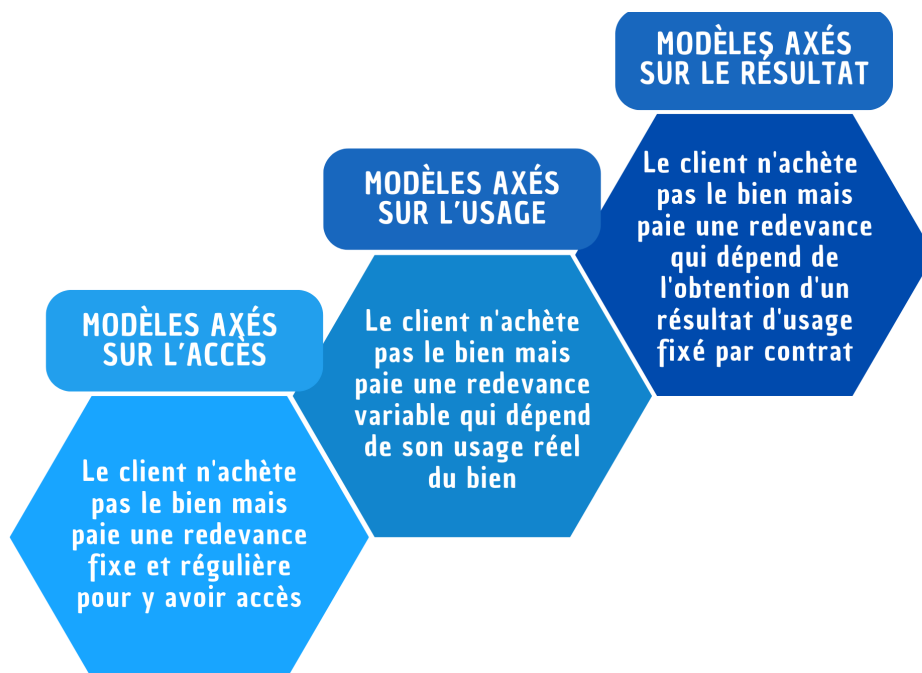 MODÈLES AXÉS
SUR L'ACCÈS
Le client n'achète
pas le bien mais
paie une redevance
fixe et régulière
pour y avoir accès
MODÈLES AXÉS
SUR L'USAGE
Le client n'achète
pas le bien mais
paie une redevance
variable qui dépend
de son usage réel
du bien
MODÈLES AXÉS
SUR LE RÉSULTAT
Le client n'achète
pas le bien mais
paie une redevance
qui dépend de
l'obtention d'un
résultat d'usage
fixé par contrat